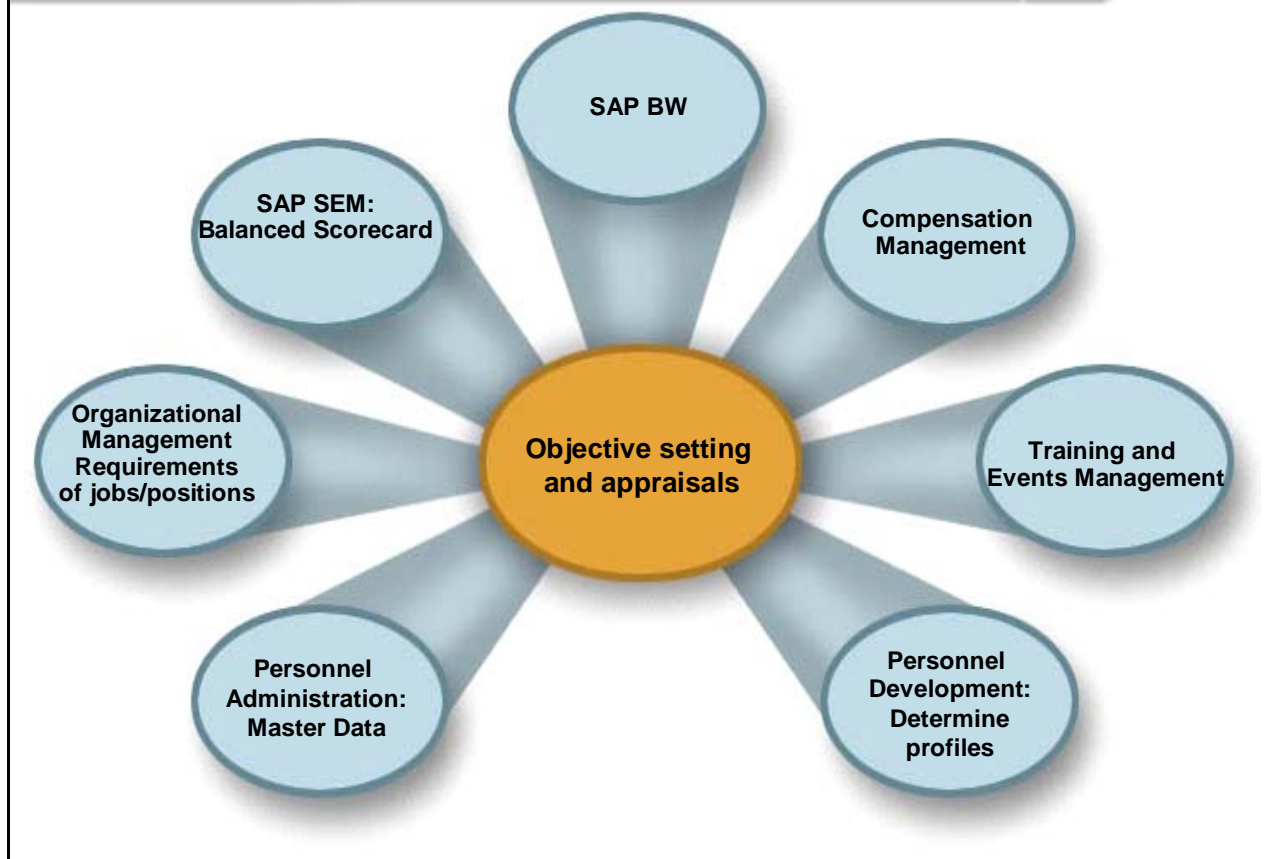 SAP BW
SAP SEM:
Balanced Scorecard
Compensation
Management
Organizational
Management
Requirements
of jobs/positions
Objective setting
and appraisals
Training and
Events Management
Personnel
Administration:
Master Data
Personnel
Development:
Determine
profiles